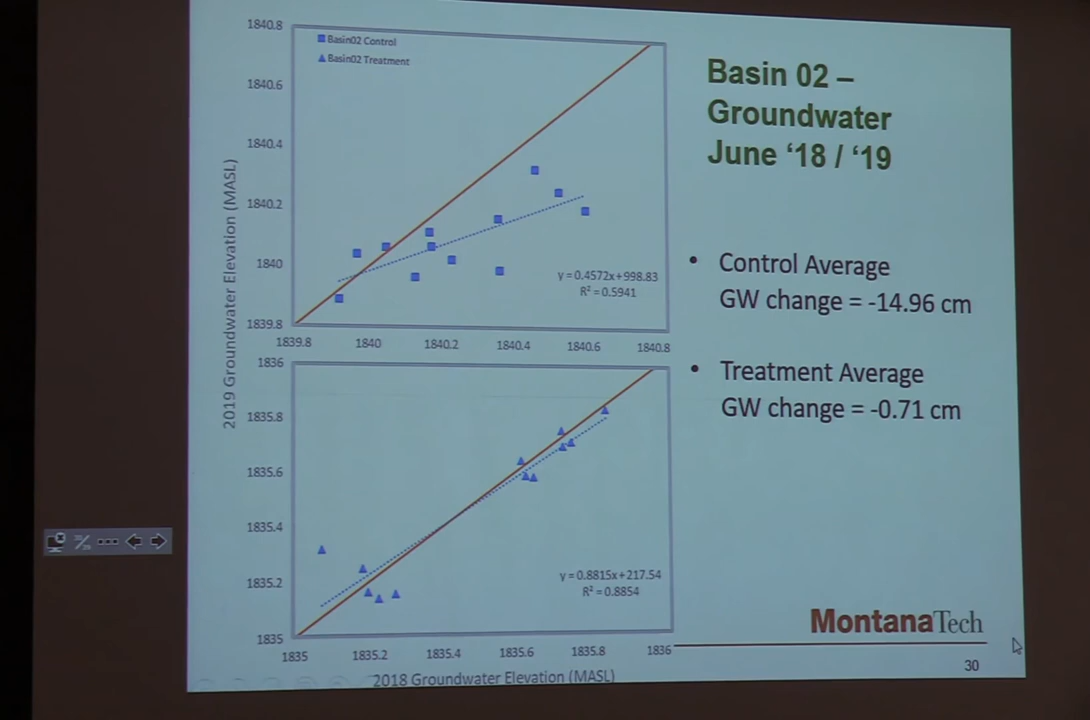 1840.8
1840.6
1840.4
1840.2
1840
1839.8
Basin02 Control
Basin02 Treatment
y = 0.4572x+998.83
R² = 0.5941
1839.8 1840 1840.2 1840.4 1840.6 1840.8
2019 Groundwater Elevation (MASL)
1836
1835.8
1835.6
1835.4
1835.2
1835
y = 0.8815x+217.54
R² = 0.8854
1835 1835.2 1835.4 1835.6 1835.8 1836
2018 Groundwater Elevation (MASL)
Basin 02 –
Groundwater
June ‘18 / ‘19
• Control Average
GW change = -14.96 cm
• Treatment Average
GW change = -0.71 cm
MontanaTech
30